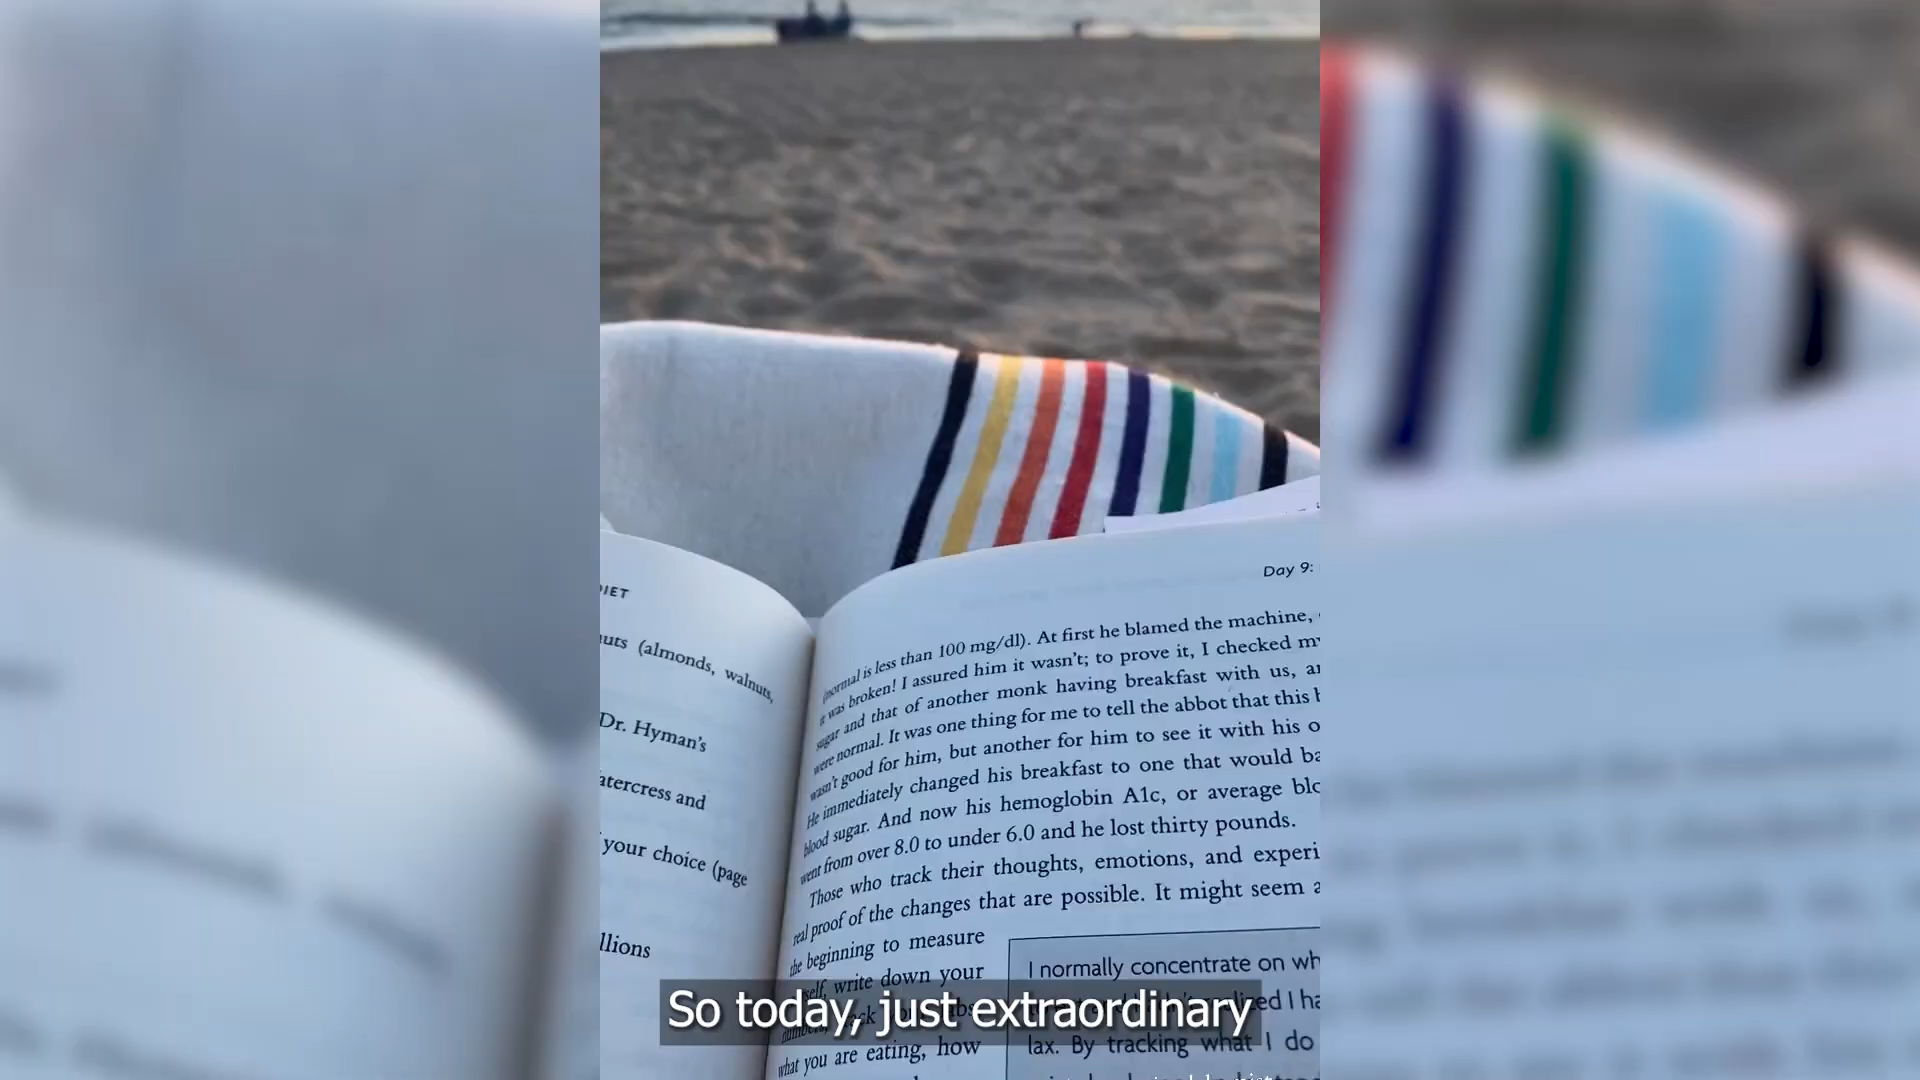 DIET
nuts (almonds, walnuts,
Dr. Hyman's
atercress and
your choice (page
llions
Day 9:
(normal is less than 100 mg/dl). At first he blamed the machine,
it was broken! I assured him it wasn't; to prove it, I checked my
sugar and that of another monk having breakfast with us, an
were normal. It was one thing for me to tell the abbot that this b
wasn't good for him, but another for him to see it with his o
He immediately changed his breakfast to one that would ba
blood sugar. And now his hemoglobin A1c, or average blo
went from over 8.0 to under 6.0 and he lost thirty pounds.
Those who track their thoughts, emotions, and experi
real proof of the changes that are possible. It might seem a
the beginning to measure
self, write down your
what you are eating, how
I normally concentrate on wh
lized I ha
lax. By tracking what I do
So today, just extraordinary